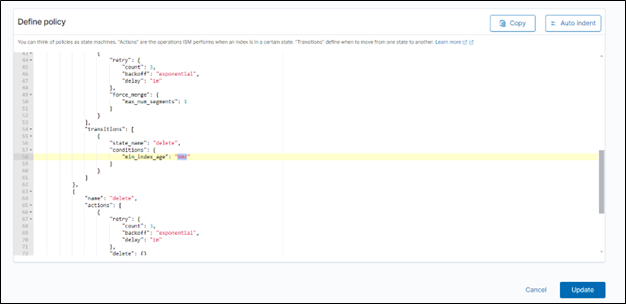 Define policy
Copy
Auto indent
You can think of policies as state machines. "Actions" are the operations ISM performs when an index is in a certain state. "Transitions" define when to move from one state to another. Learn more
43
44 "retry": {
45 "count": 3,
46 "backoff": "exponential",
47 "delay": "1m"
48 },
49 "force_merge": {
50 "max_num_segments": 1
51 }
52 }
53 ],
54 "transitions": [
55 {
56 "state_name": "delete",
57 "conditions": {
58 "min_index_age":
59 }
60 }
61 ]
62 },
63 {
64 "name": "delete",
65 "actions": [
66 {
67 "retry": {
68 "count": 3,
69 "backoff": "exponential",
70 "delay": "1m"
71 },
72 "delete": {}
Cancel
Update